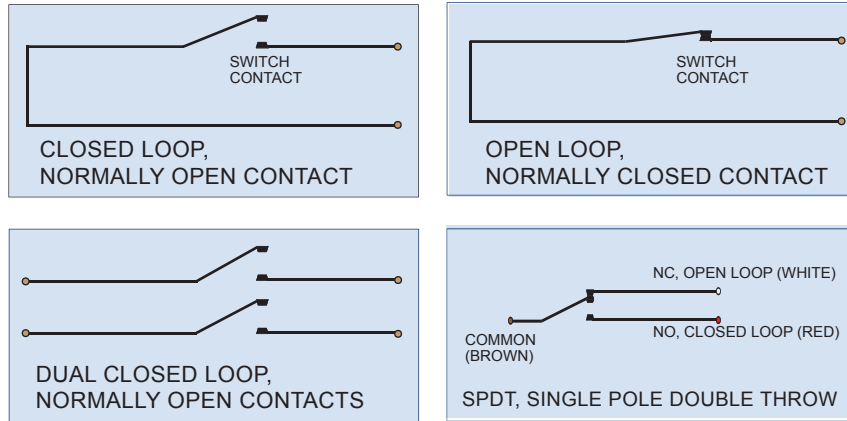 SWITCH
CONTACT
CLOSED LOOP,
NORMALLY OPEN CONTACT
SWITCH
CONTACT
OPEN LOOP,
NORMALLY CLOSED CONTACT
DUAL CLOSED LOOP,
NORMALLY OPEN CONTACTS
NC, OPEN LOOP (WHITE)
COMMON
(BROWN)
NO, CLOSED LOOP (RED)
SPDT, SINGLE POLE DOUBLE THROW